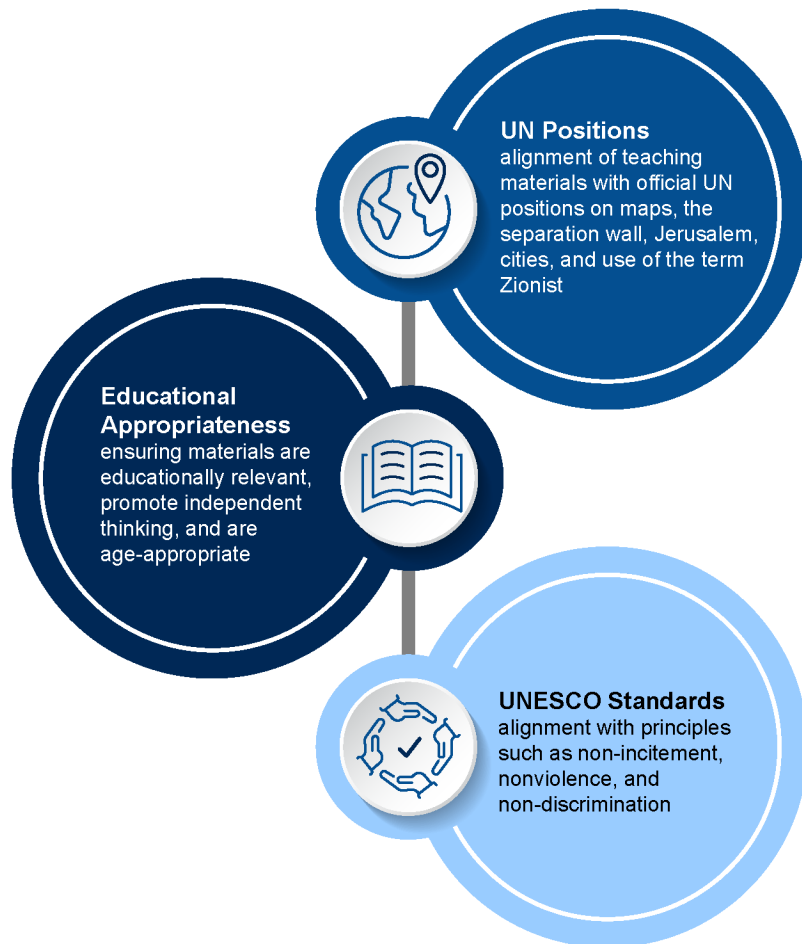 UN Positions
alignment of teaching
materials with official UN
positions on maps, the
separation wall, Jerusalem,
cities, and use of the term
Zionist
Educational
Appropriateness
ensuring materials are
educationally relevant,
promote independent
thinking, and are
age-appropriate
UNESCO Standards
alignment with principles
such as non-incitement,
nonviolence, and
non-discrimination